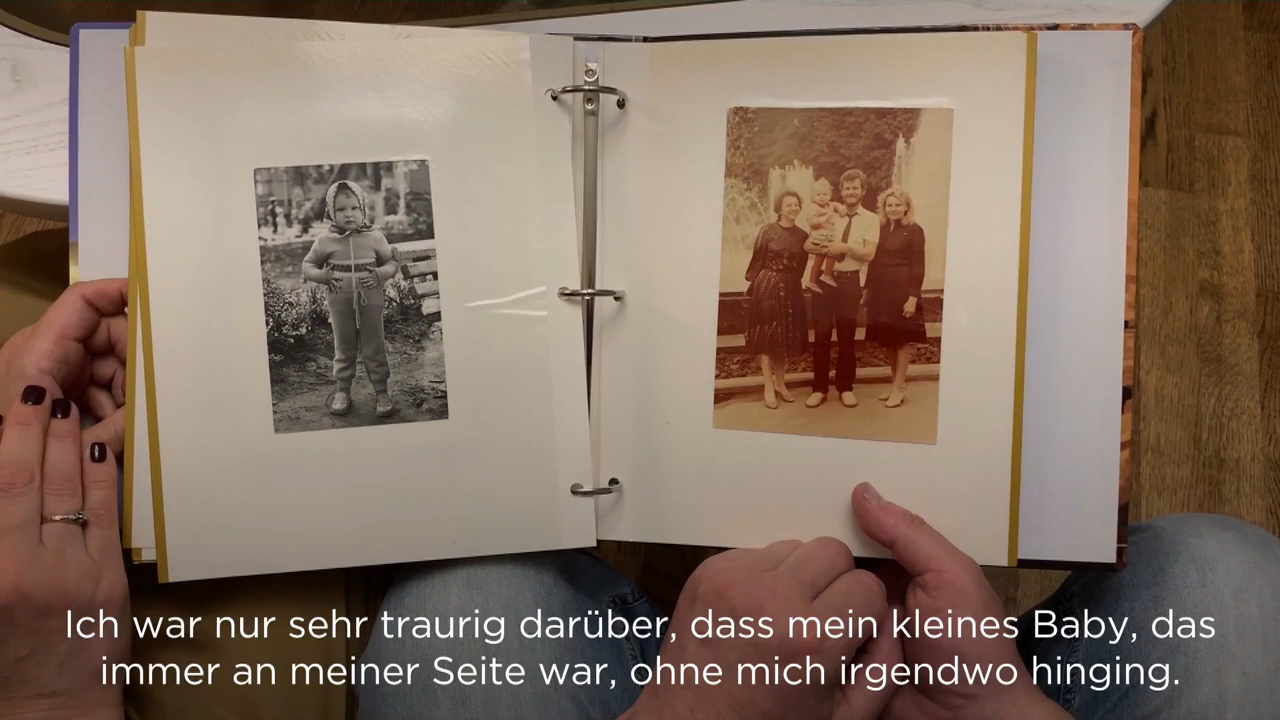 Ich war nur sehr traurig darüber, dass mein kleines Baby, das
immer an meiner Seite war, ohne mich irgendwo hinging.